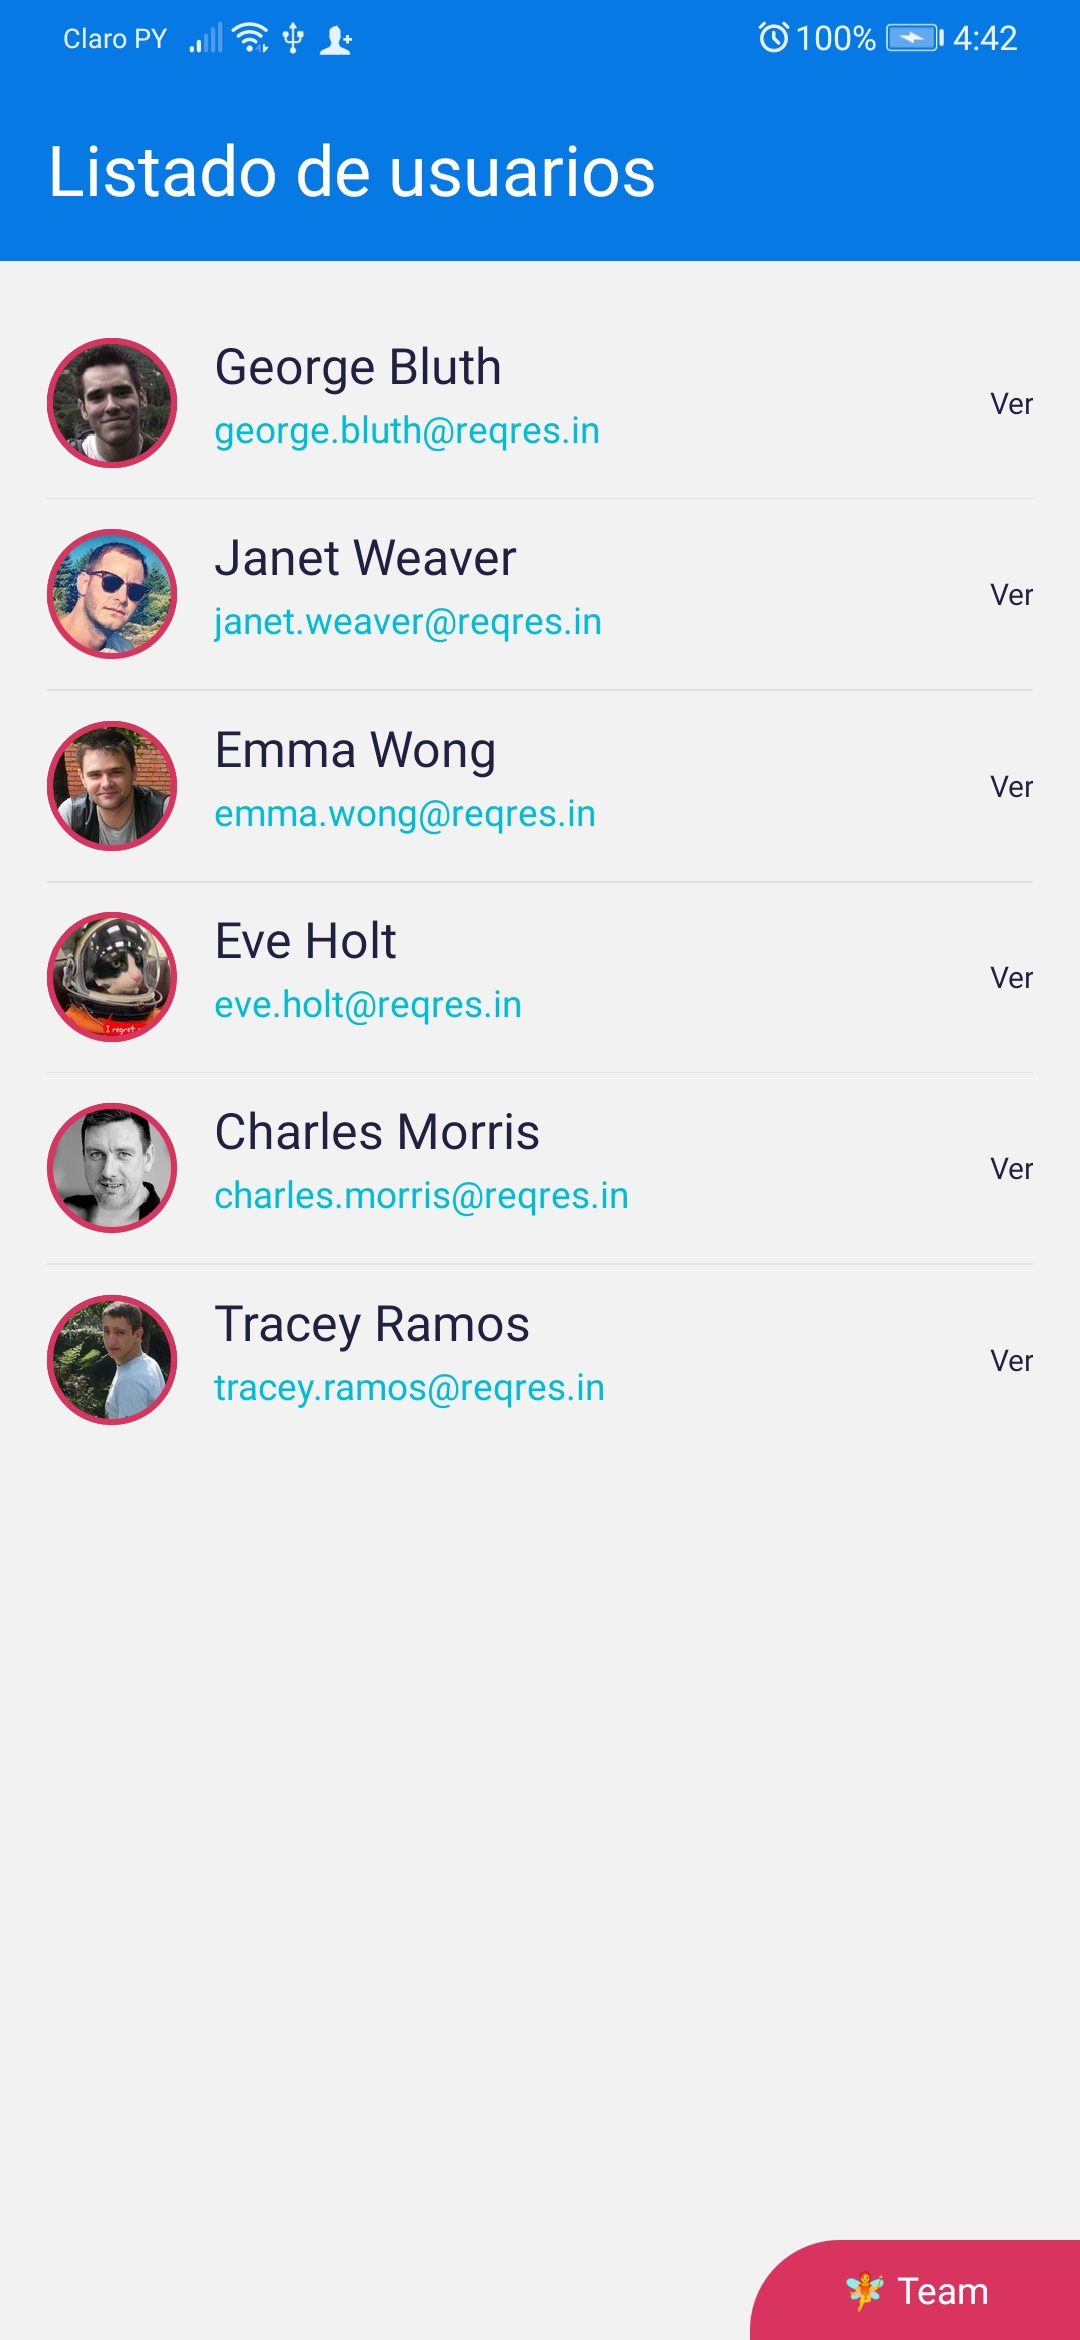 Claro PY 100% 4:42
Listado de usuarios
George Bluth
george.bluth@reqres.in
Ver
Janet Weaver
janet.weaver@reqres.in
Ver
Emma Wong
emma.wong@reqres.in
Ver
Eve Holt
eve.holt@reqres.in
Ver
I regret
Charles Morris
charles.morris@reqres.in
Ver
Tracey Ramos
tracey.ramos@reqres.in
Ver
🧚 Team